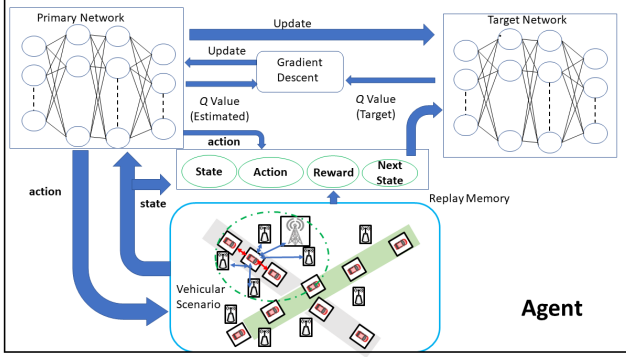 Primary Network
Update
Target Network
Update
Gradient
Descent
Q Value
(Estimated)
Q Value
(Target)
action
State
Action
Reward
Next
State
action
state
Replay Memory
Vehicular
Scenario
Agent